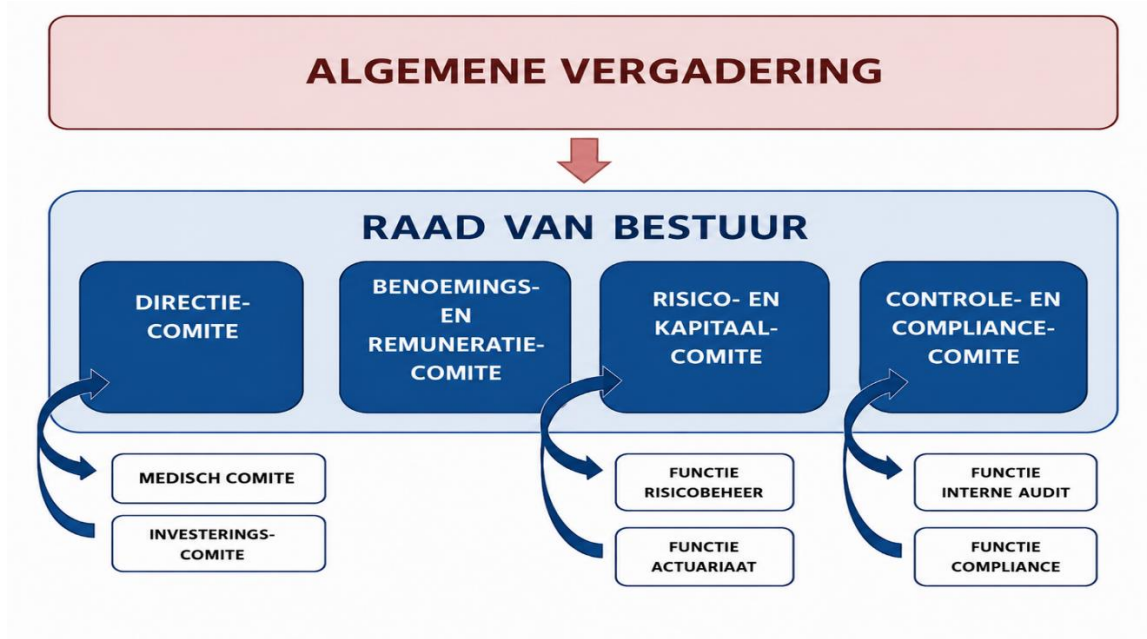 ALGEMENE VERGADERING
RAAD VAN BESTUUR
DIRECTIE-
COMITE
BENOEMINGS-
EN
REMUNERATIE-
COMITE
RISICO- EN
KAPITAAL-
COMITE
CONTROLE- EN
COMPLIANCE-
COMITE
MEDISCH COMITE
INVESTERINGS-
COMITE
FUNCTIE
RISICOBEHEER
FUNCTIE
ACTUARIAAT
FUNCTIE
INTERNE AUDIT
FUNCTIE
COMPLIANCE